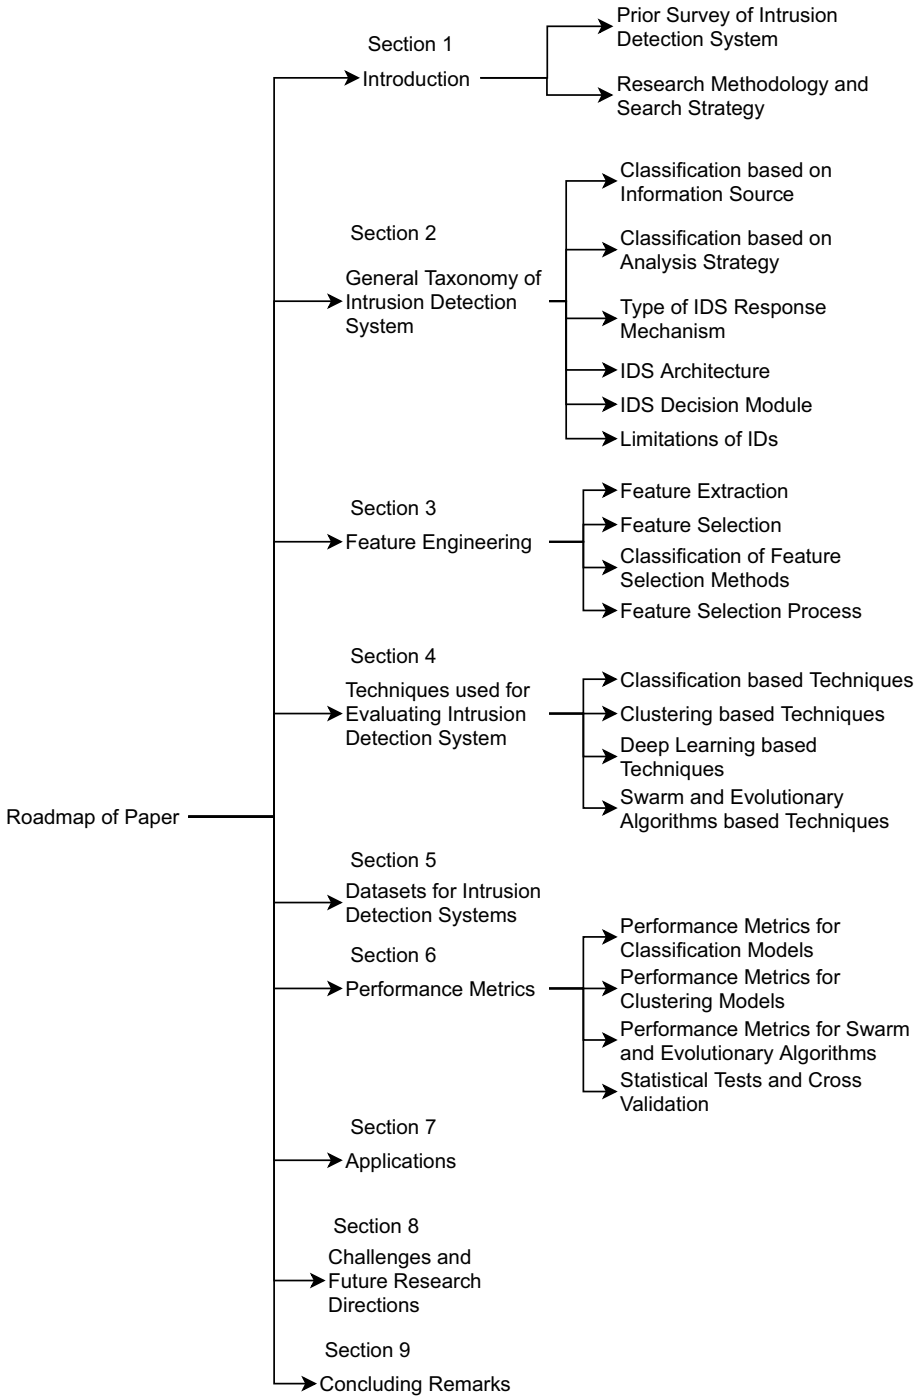 Roadmap of Paper
Section 1
Introduction
Prior Survey of Intrusion
Detection System
Research Methodology and
Search Strategy
Section 2
General Taxonomy of
Intrusion Detection
System
Classification based on
Information Source
Classification based on
Analysis Strategy
Type of IDS Response
Mechanism
IDS Architecture
IDS Decision Module
Limitations of IDs
Section 3
Feature Engineering
Feature Extraction
Feature Selection
Classification of Feature
Selection Methods
Feature Selection Process
Section 4
Techniques used for
Evaluating Intrusion
Detection System
Classification based Techniques
Clustering based Techniques
Deep Learning based
Techniques
Swarm and Evolutionary
Algorithms based Techniques
Section 5
Datasets for Intrusion
Detection Systems
Section 6
Performance Metrics
Performance Metrics for
Classification Models
Performance Metrics for
Clustering Models
Performance Metrics for Swarm
and Evolutionary Algorithms
Statistical Tests and Cross
Validation
Section 7
Applications
Section 8
Challenges and
Future Research
Directions
Section 9
Concluding Remarks